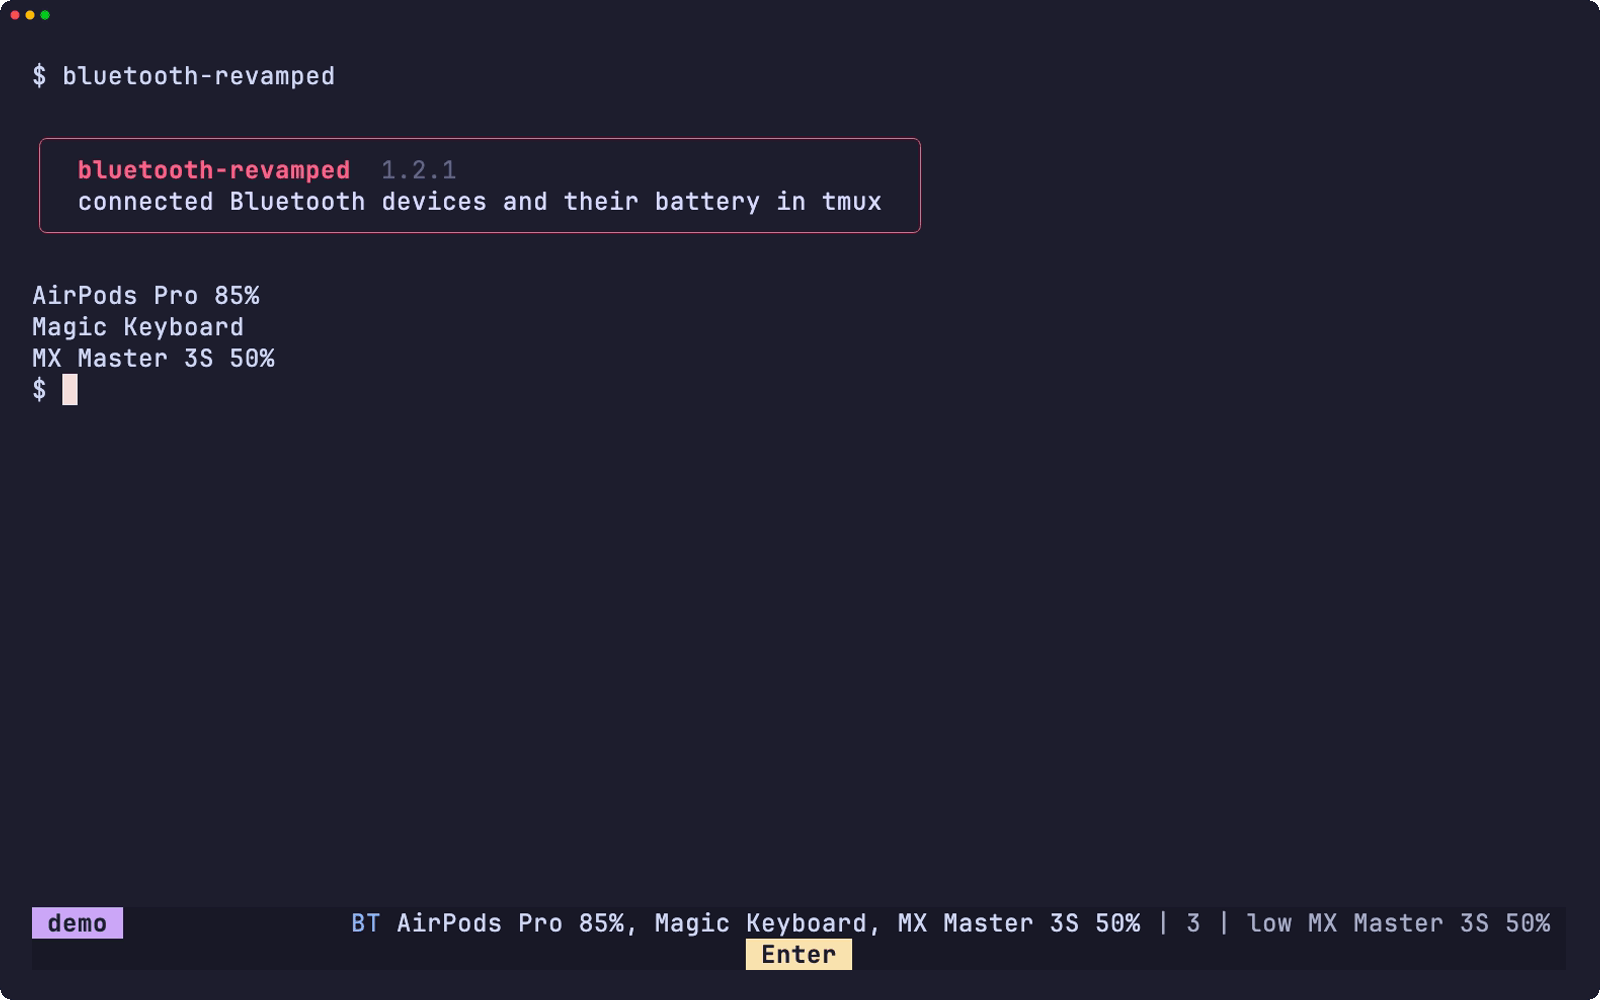 $ bluetooth-revamped
bluetooth-revamped 1.2.1
connected Bluetooth devices and their battery in tmux
AirPods Pro 85%
Magic Keyboard
MX Master 3S 50%
$
demo BT AirPods Pro 85%, Magic Keyboard, MX Master 3S 50% | 3 | low MX Master 3S 50%
Enter